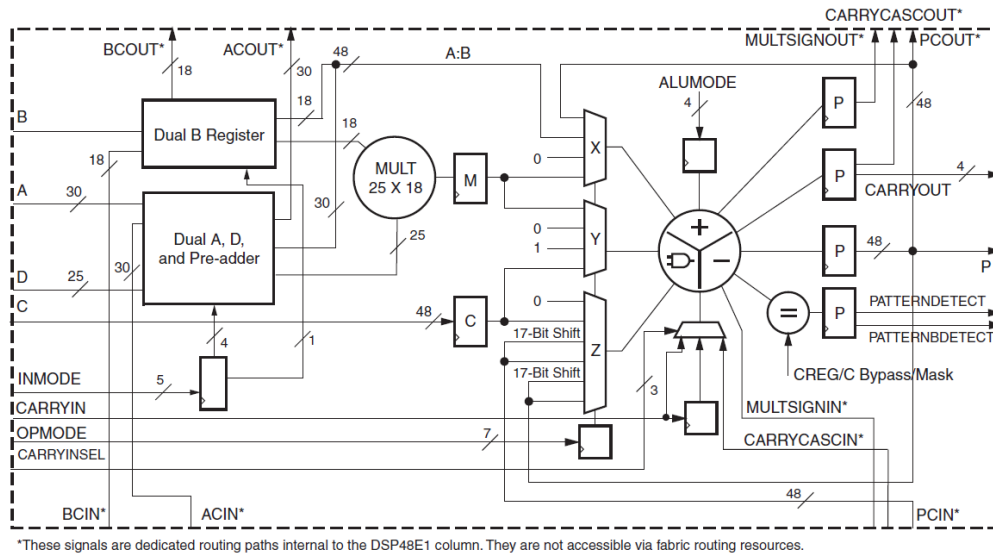 CARRYCASCOUT*
BCOUT* ACOUT* MULTSIGNOUT* PCOUT*
18 30 48 A:B ALUMODE 48
4
B 18 18
Dual B Register
X
P
0
MULT
25 X 18
M
18
A 30
P 4
CARRYOUT
30
0
1
Y
Dual A, D,
and Pre-adder
25
P 48
P
D 25 30
C 48 C
0
17-Bit Shift
Z
17-Bit Shift
=
P
PATTERNDETECT
PATTERNBDETECT
4 1
3
CREG/C Bypass/Mask
INMODE 5
CARRYIN
MULTSIGNIN*
OPMODE 7
CARRYINSEL
CARRYCASCIN*
48
BCIN* ACIN* PCIN*
*These signals are dedicated routing paths internal to the DSP48E1 column. They are not accessible via fabric routing resources.